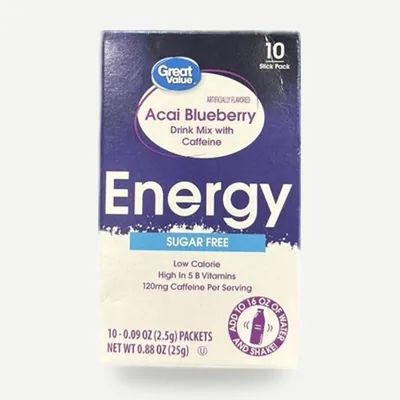 Great
Value
10
Stick Pack
ARTIFICIALLY FLAVORED
Acai Blueberry
Drink Mix with
Caffeine
Energy
SUGAR FREE
Low Calorie
High In 5 B Vitamins
120mg Caffeine Per Serving
ADD TO 16 OZ OF WATER
AND SHAKE!
10 - 0.09 OZ (2.5g) PACKETS
NET WT 0.88 OZ (25g) U